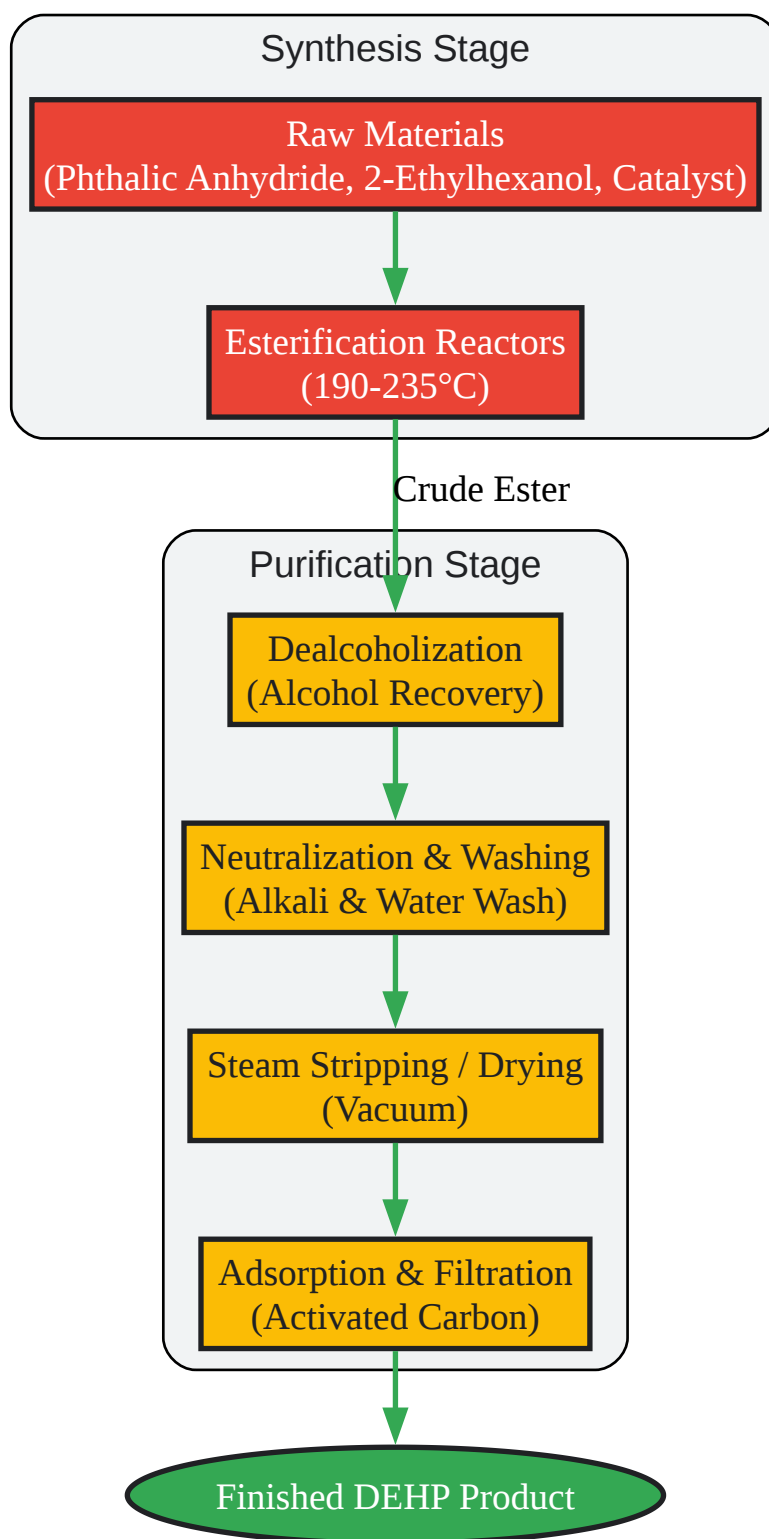 Synthesis Stage
Raw Materials
(Phthalic Anhydride, 2-Ethylhexanol, Catalyst)
Esterification Reactors
(190-235°C)
Crude Ester
Purification Stage
Dealcoholization
(Alcohol Recovery)
Neutralization & Washing
(Alkali & Water Wash)
Steam Stripping / Drying
(Vacuum)
Adsorption & Filtration
(Activated Carbon)
Finished DEHP Product